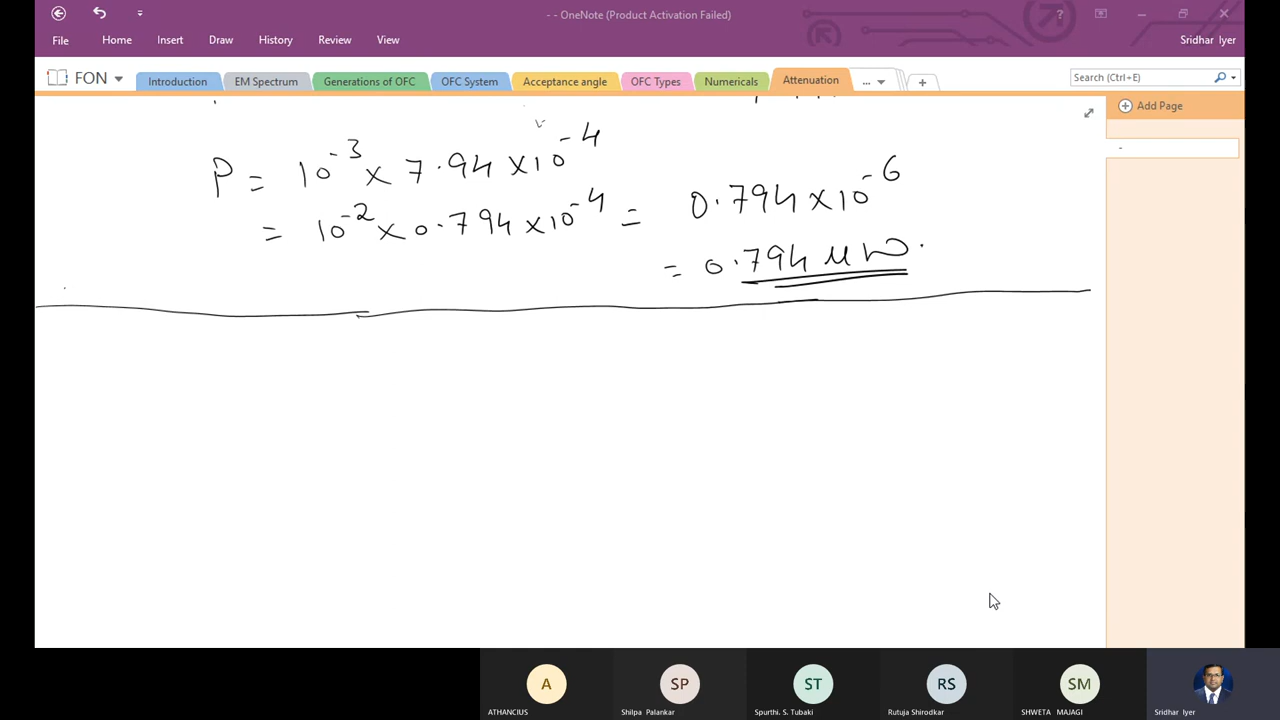 - - OneNote (Product Activation Failed)
?
File Home Insert Draw History Review View
Sridhar Iyer
FON Introduction EM Spectrum Generations of OFC OFC System Acceptance angle OFC Types Numericals Attenuation ... +
Search (Ctrl+E)
Add Page
-
P = 10⁻³ × 7.94 × 10⁻⁴
= 10⁻² × 0.794 × 10⁻⁴ = 0.794 × 10⁻⁶
= 0.794 μW.
A SP ST RS SM
ATHANCIUS Shilpa Palankar Spurthi. S. Tubaki Rutuja Shirodkar SHWETA MAJAGI Sridhar Iyer